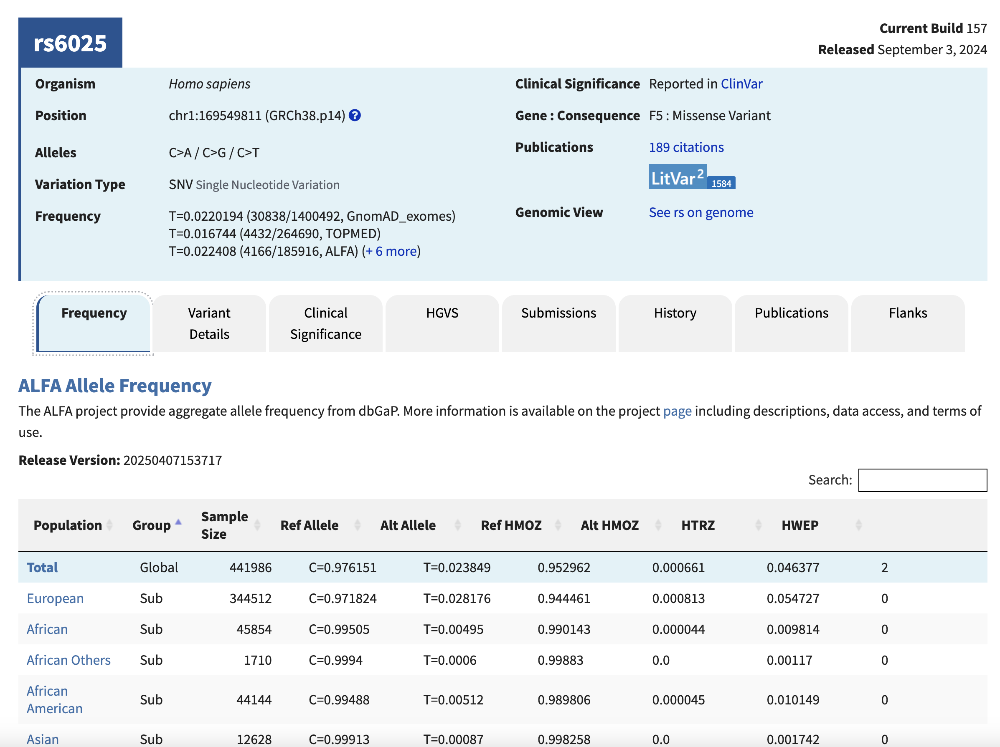 rs6025
Current Build 157
Released September 3, 2024
Organism Homo sapiens
Position chr1:169549811 (GRCh38.p14) ?
Alleles C>A / C>G / C>T
Variation Type SNV Single Nucleotide Variation
Frequency T=0.0220194 (30838/1400492, GnomAD_exomes)
T=0.016744 (4432/264690, TOPMED)
T=0.022408 (4166/185916, ALFA) (+ 6 more)
Clinical Significance Reported in ClinVar
Gene : Consequence F5 : Missense Variant
Publications 189 citations
LitVar² 1584
Genomic View See rs on genome
Frequency
Variant
Details
Clinical
Significance
HGVS
Submissions
History
Publications
Flanks
ALFA Allele Frequency
The ALFA project provide aggregate allele frequency from dbGaP. More information is available on the project page including descriptions, data access, and terms of
use.
Release Version: 20250407153717
Search:
Population Group Sample Size Ref Allele Alt Allele Ref HMOZ Alt HMOZ HTRZ HWEP
Total Global 441986 C=0.976151 T=0.023849 0.952962 0.000661 0.046377 2
European Sub 344512 C=0.971824 T=0.028176 0.944461 0.000813 0.054727 0
African Sub 45854 C=0.99505 T=0.00495 0.990143 0.000044 0.009814 0
African Others Sub 1710 C=0.9994 T=0.0006 0.99883 0.0 0.00117 0
African American Sub 44144 C=0.99488 T=0.00512 0.989806 0.000045 0.010149 0
Asian Sub 12628 C=0.99913 T=0.00087 0.998258 0.0 0.001742 0